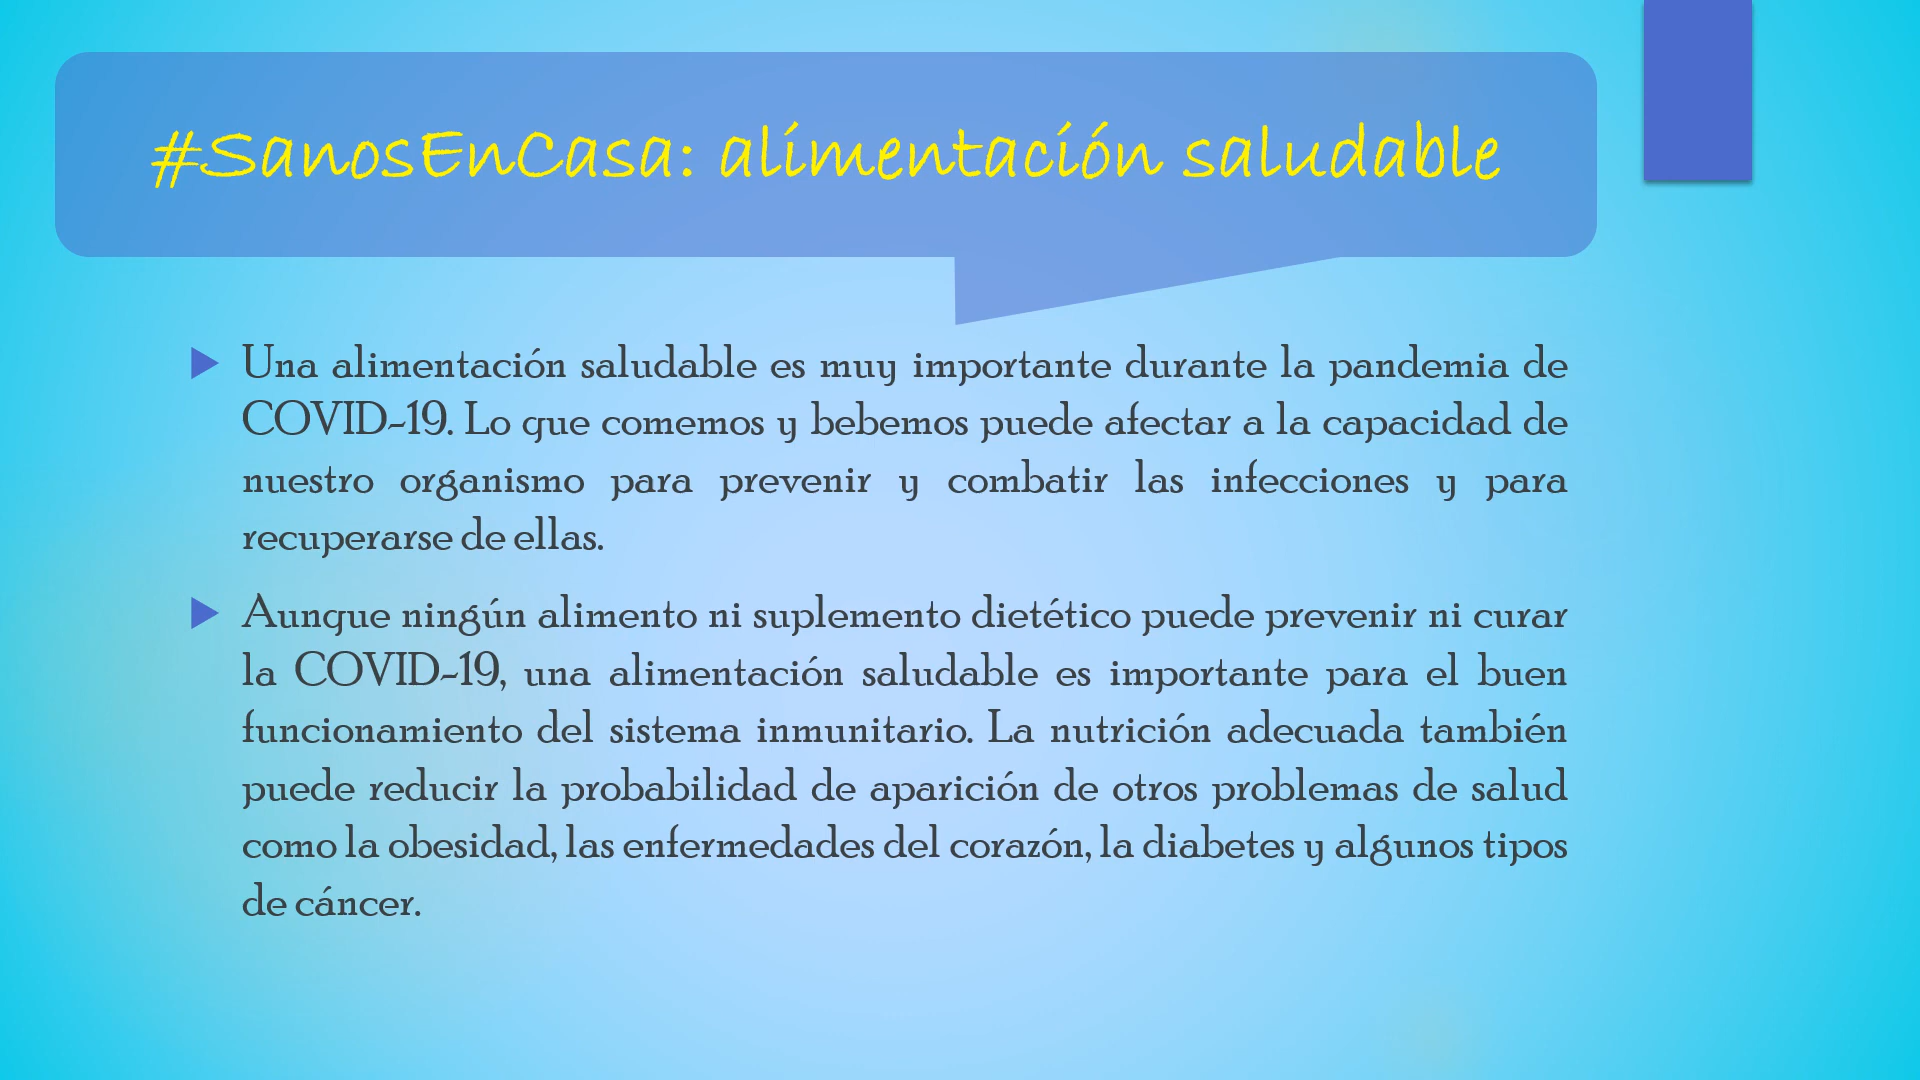 #SanosEnCasa: alimentación saludable
Una alimentación saludable es muy importante durante la pandemia de
COVID-19. Lo que comemos y bebemos puede afectar a la capacidad de
nuestro organismo para prevenir y combatir las infecciones y para
recuperarse de ellas.
Aunque ningún alimento ni suplemento dietético puede prevenir ni curar
la COVID-19, una alimentación saludable es importante para el buen
funcionamiento del sistema inmunitario. La nutrición adecuada también
puede reducir la probabilidad de aparición de otros problemas de salud
como la obesidad, las enfermedades del corazón, la diabetes y algunos tipos
de cáncer.